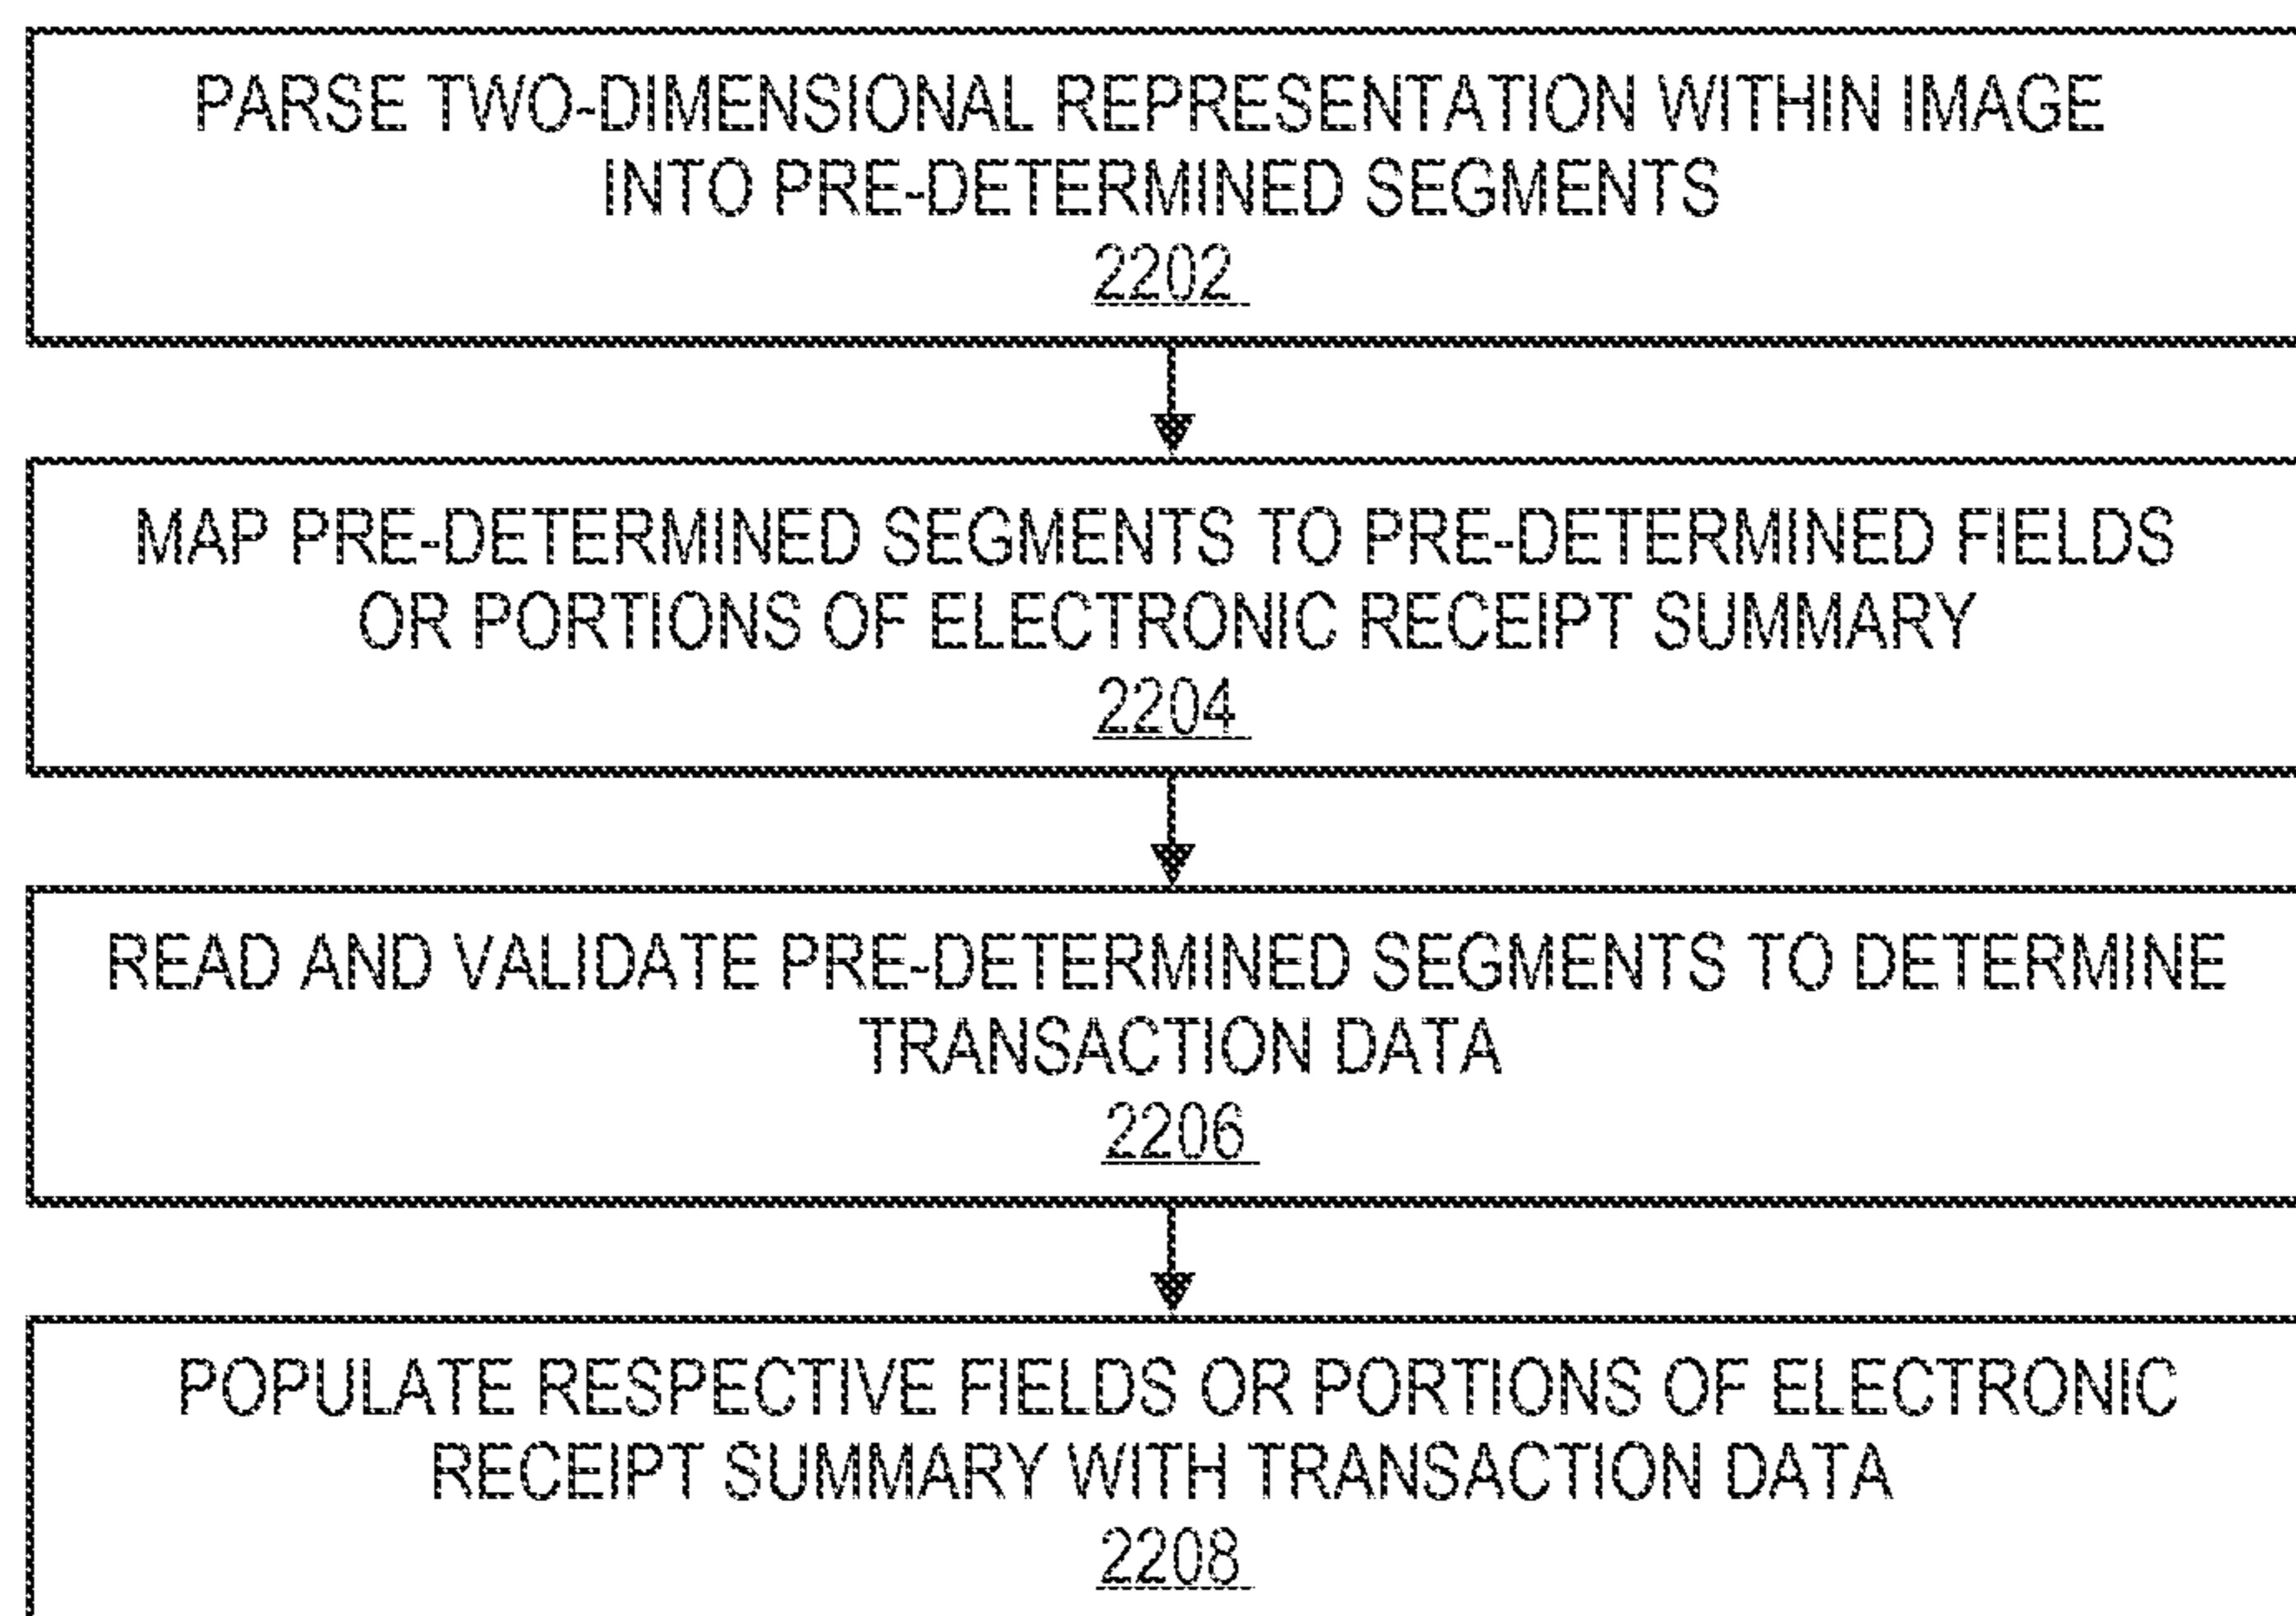 PARSE TWO-DIMENSIONAL REPRESENTATION WITHIN IMAGE
INTO PRE-DETERMINED SEGMENTS
2202
MAP PRE-DETERMINED SEGMENTS TO PRE-DETERMINED FIELDS
OR PORTIONS OF ELECTRONIC RECEIPT SUMMARY
2204
READ AND VALIDATE PRE-DETERMINED SEGMENTS TO DETERMINE
TRANSACTION DATA
2206
POPULATE RESPECTIVE FIELDS OR PORTIONS OF ELECTRONIC
RECEIPT SUMMARY WITH TRANSACTION DATA
2208